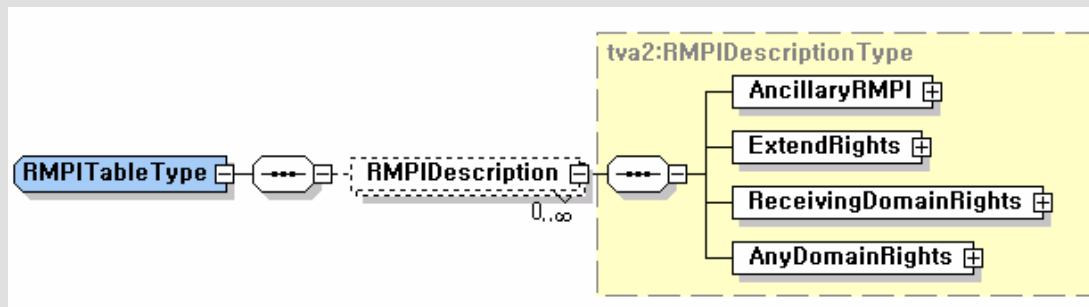 tva2:RMPIDescriptionType
AncillaryRMPI
ExtendRights
RMPITableType
RMPIDescription
0..∞
ReceivingDomainRights
AnyDomainRights